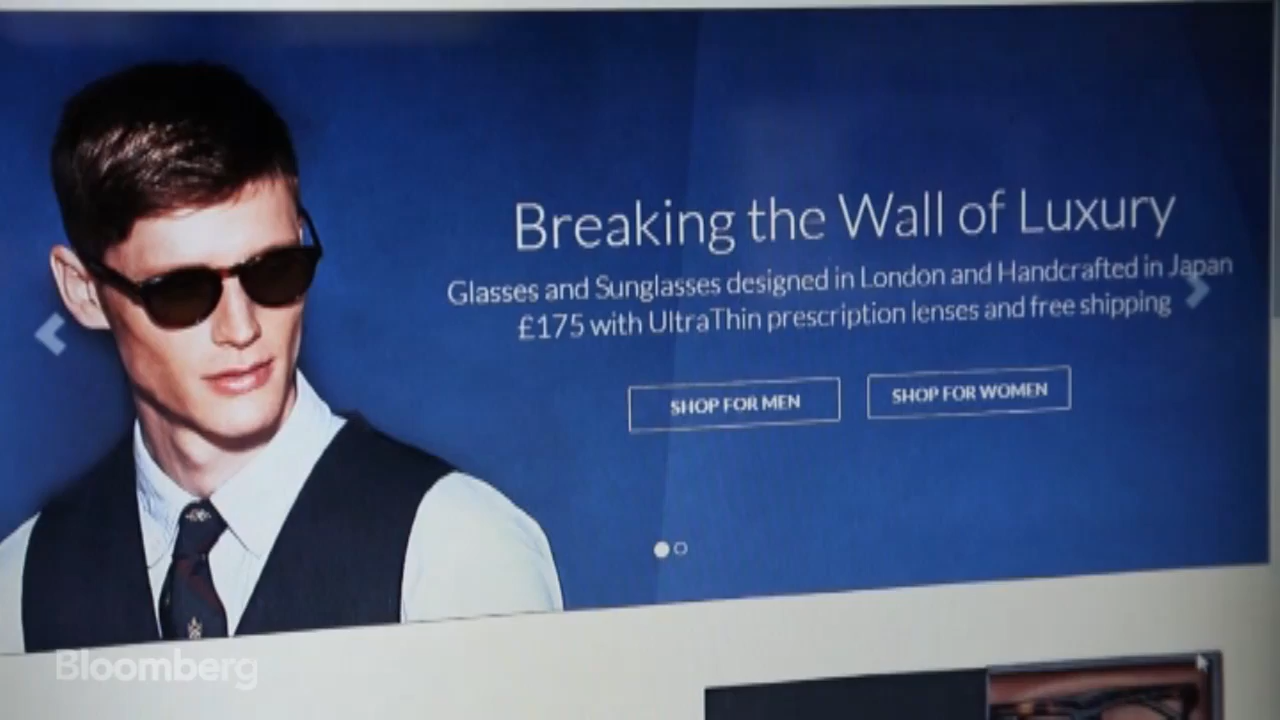 Breaking the Wall of Luxury
Glasses and Sunglasses designed in London and Handcrafted in Japan
£175 with UltraThin prescription lenses and free shipping
SHOP FOR MEN
SHOP FOR WOMEN
Bloomberg